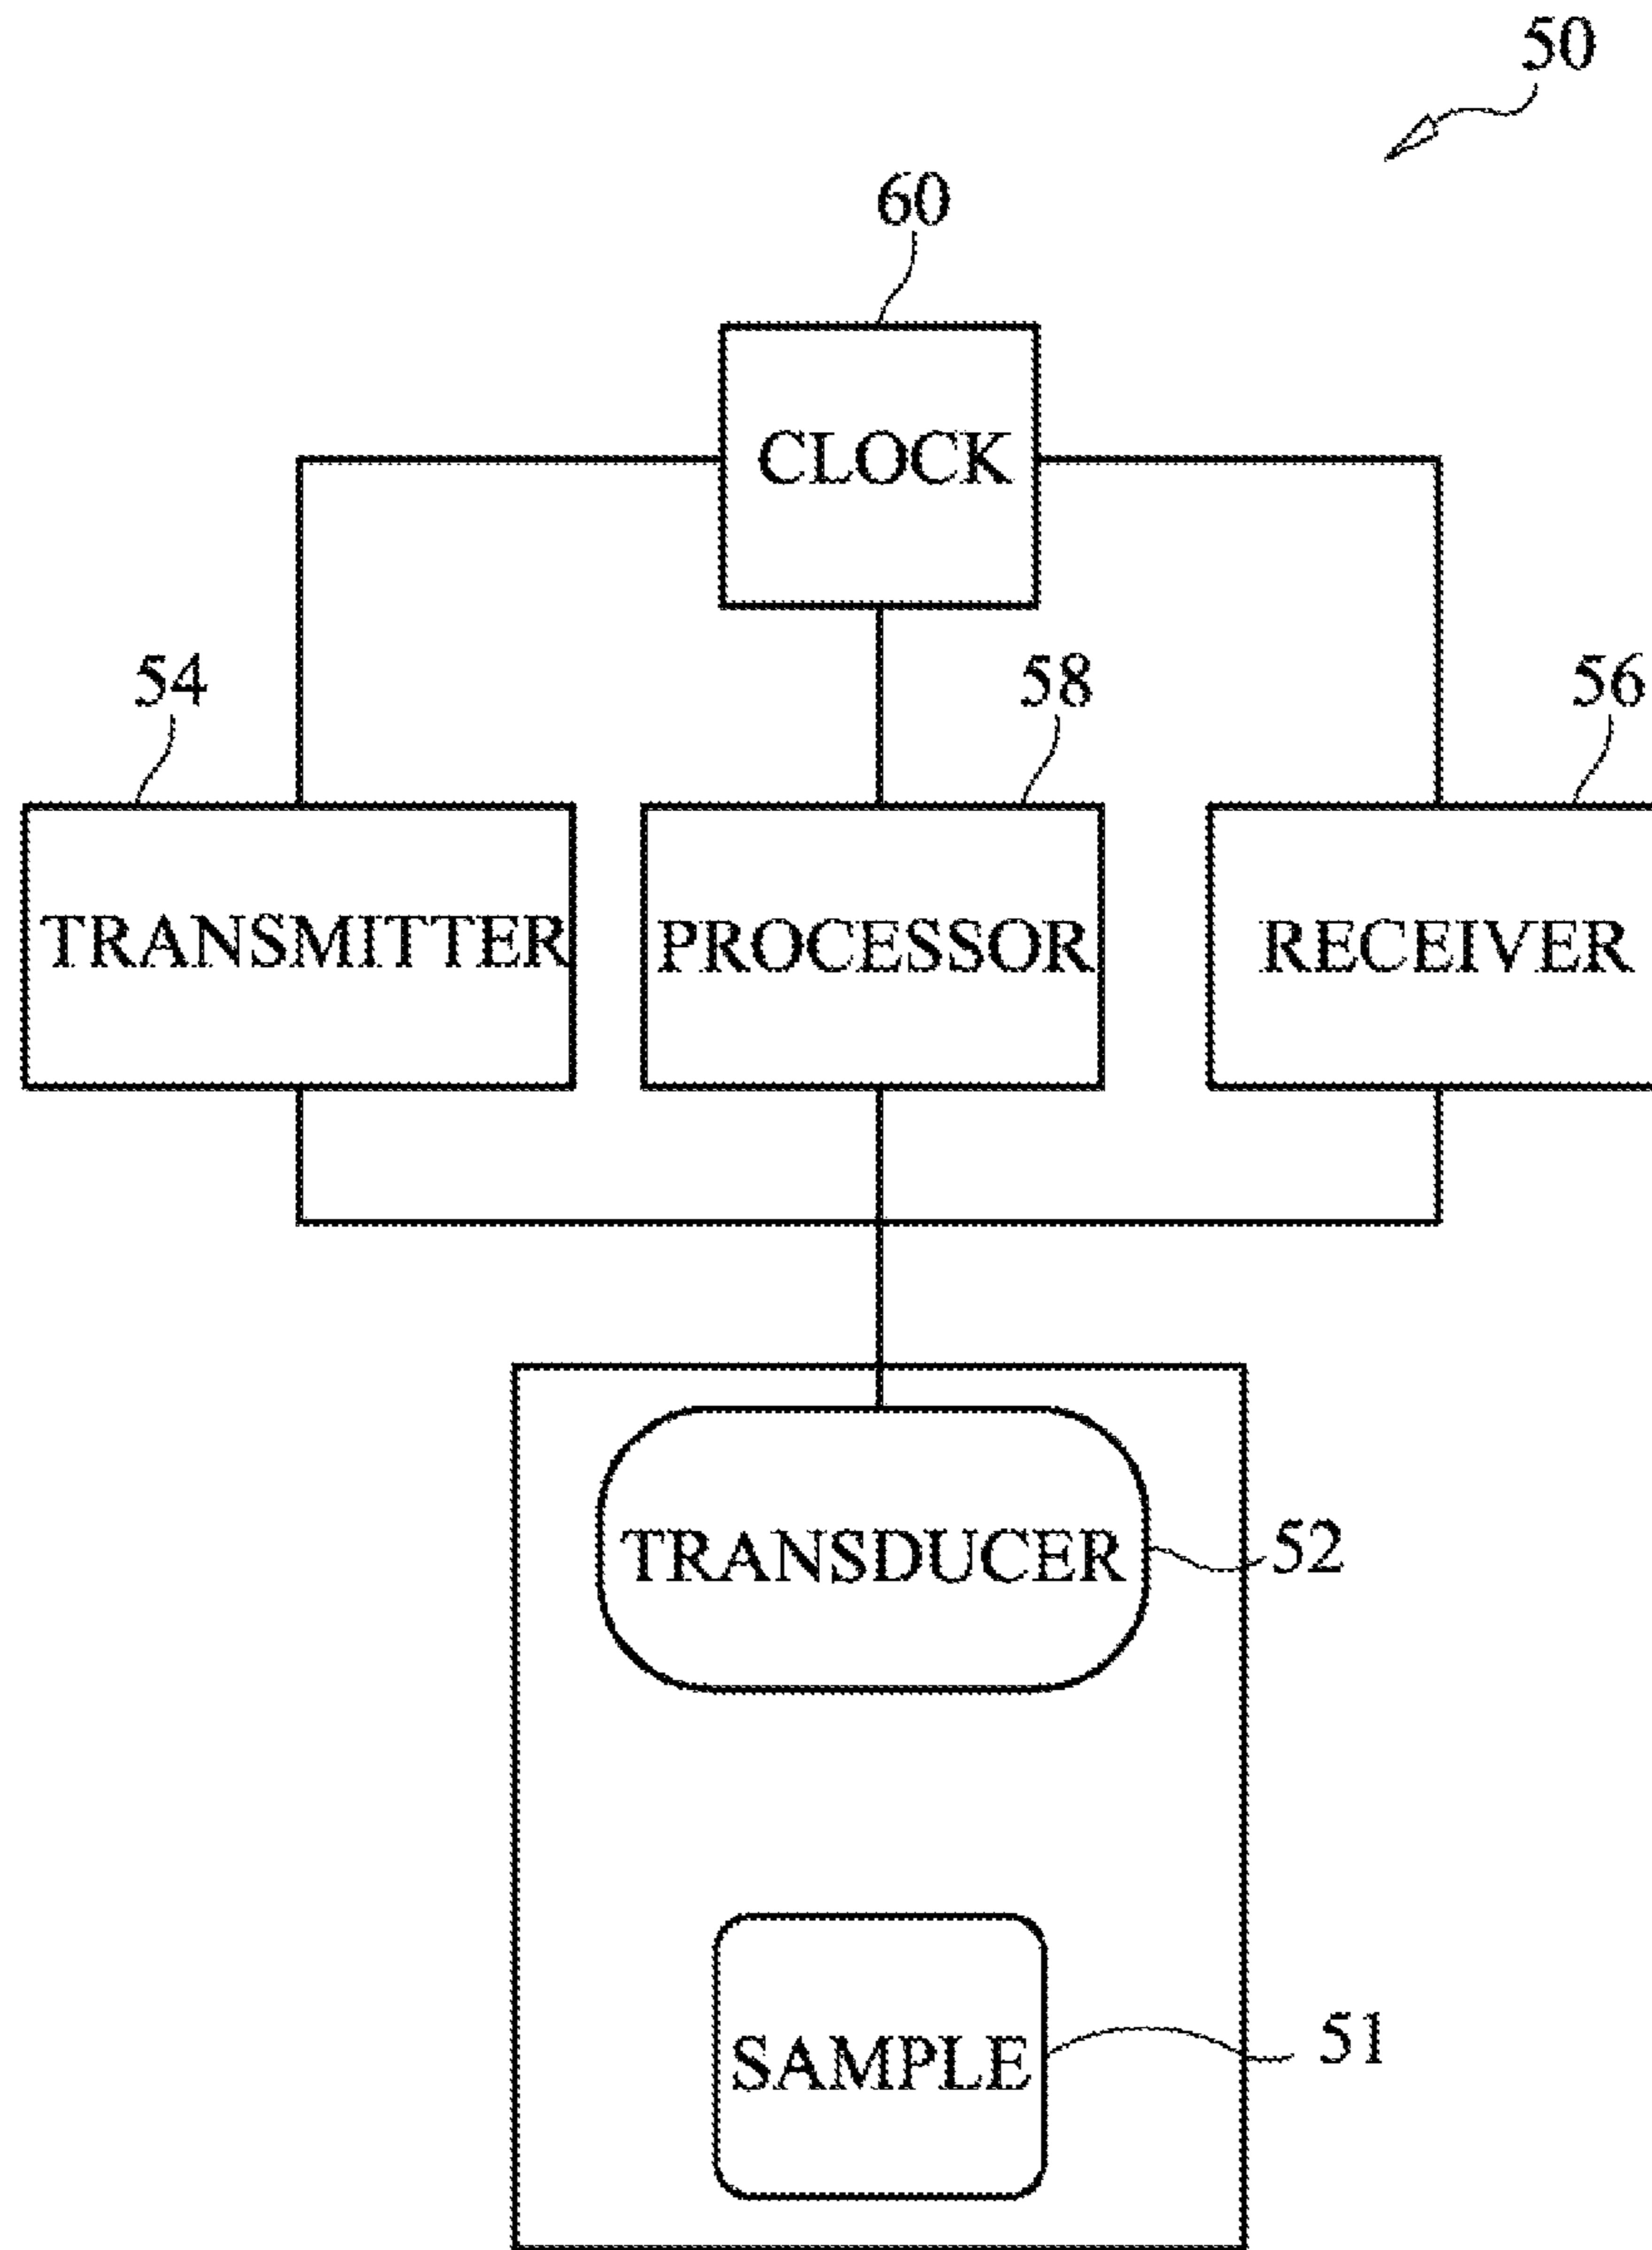 50
60
CLOCK
54
58
56
TRANSMITTER
PROCESSOR
RECEIVER
TRANSDUCER
52
SAMPLE
51